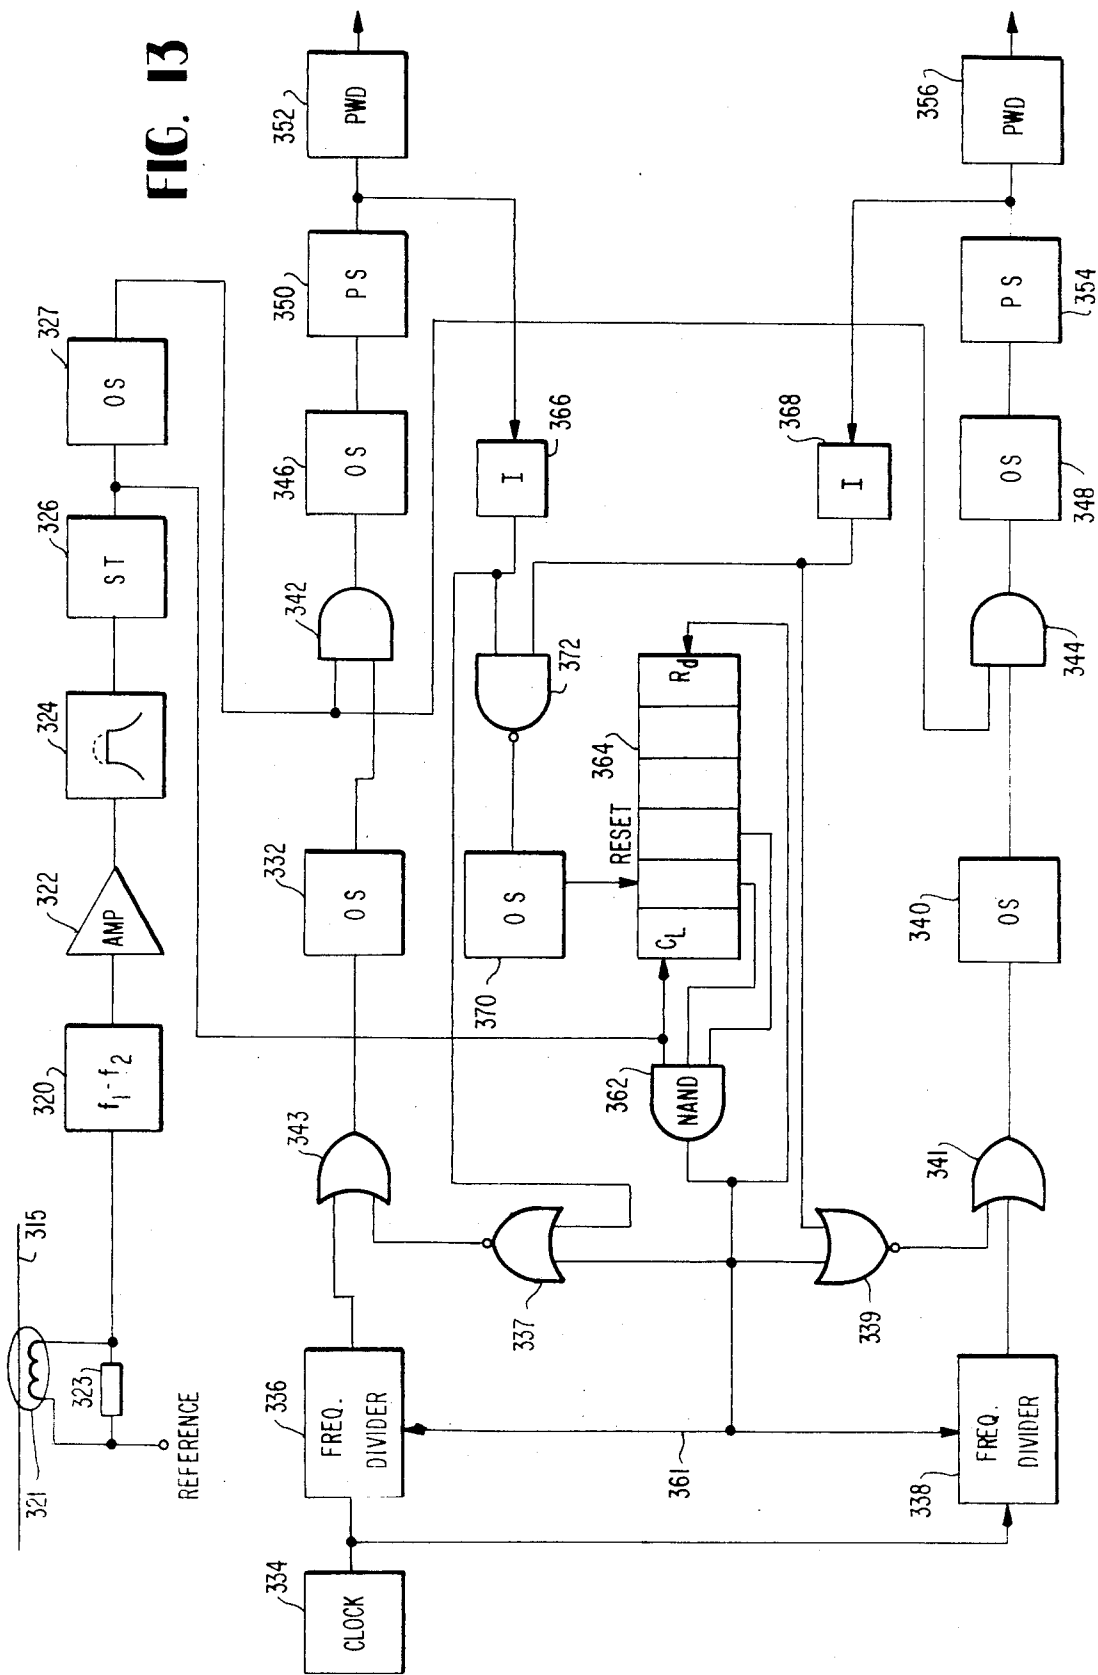 FIG. 13
321
315
323
REFERENCE
320
f1-f2
322
AMP
324
326
ST
327
OS
334
CLOCK
336
FREQ.
DIVIDER
343
332
OS
342
346
OS
350
PS
352
PWD
337
370
OS
372
366
I
362
NAND
RESET
CL
364
Rd
361
339
368
I
338
FREQ.
DIVIDER
341
340
OS
344
348
OS
354
PS
356
PWD